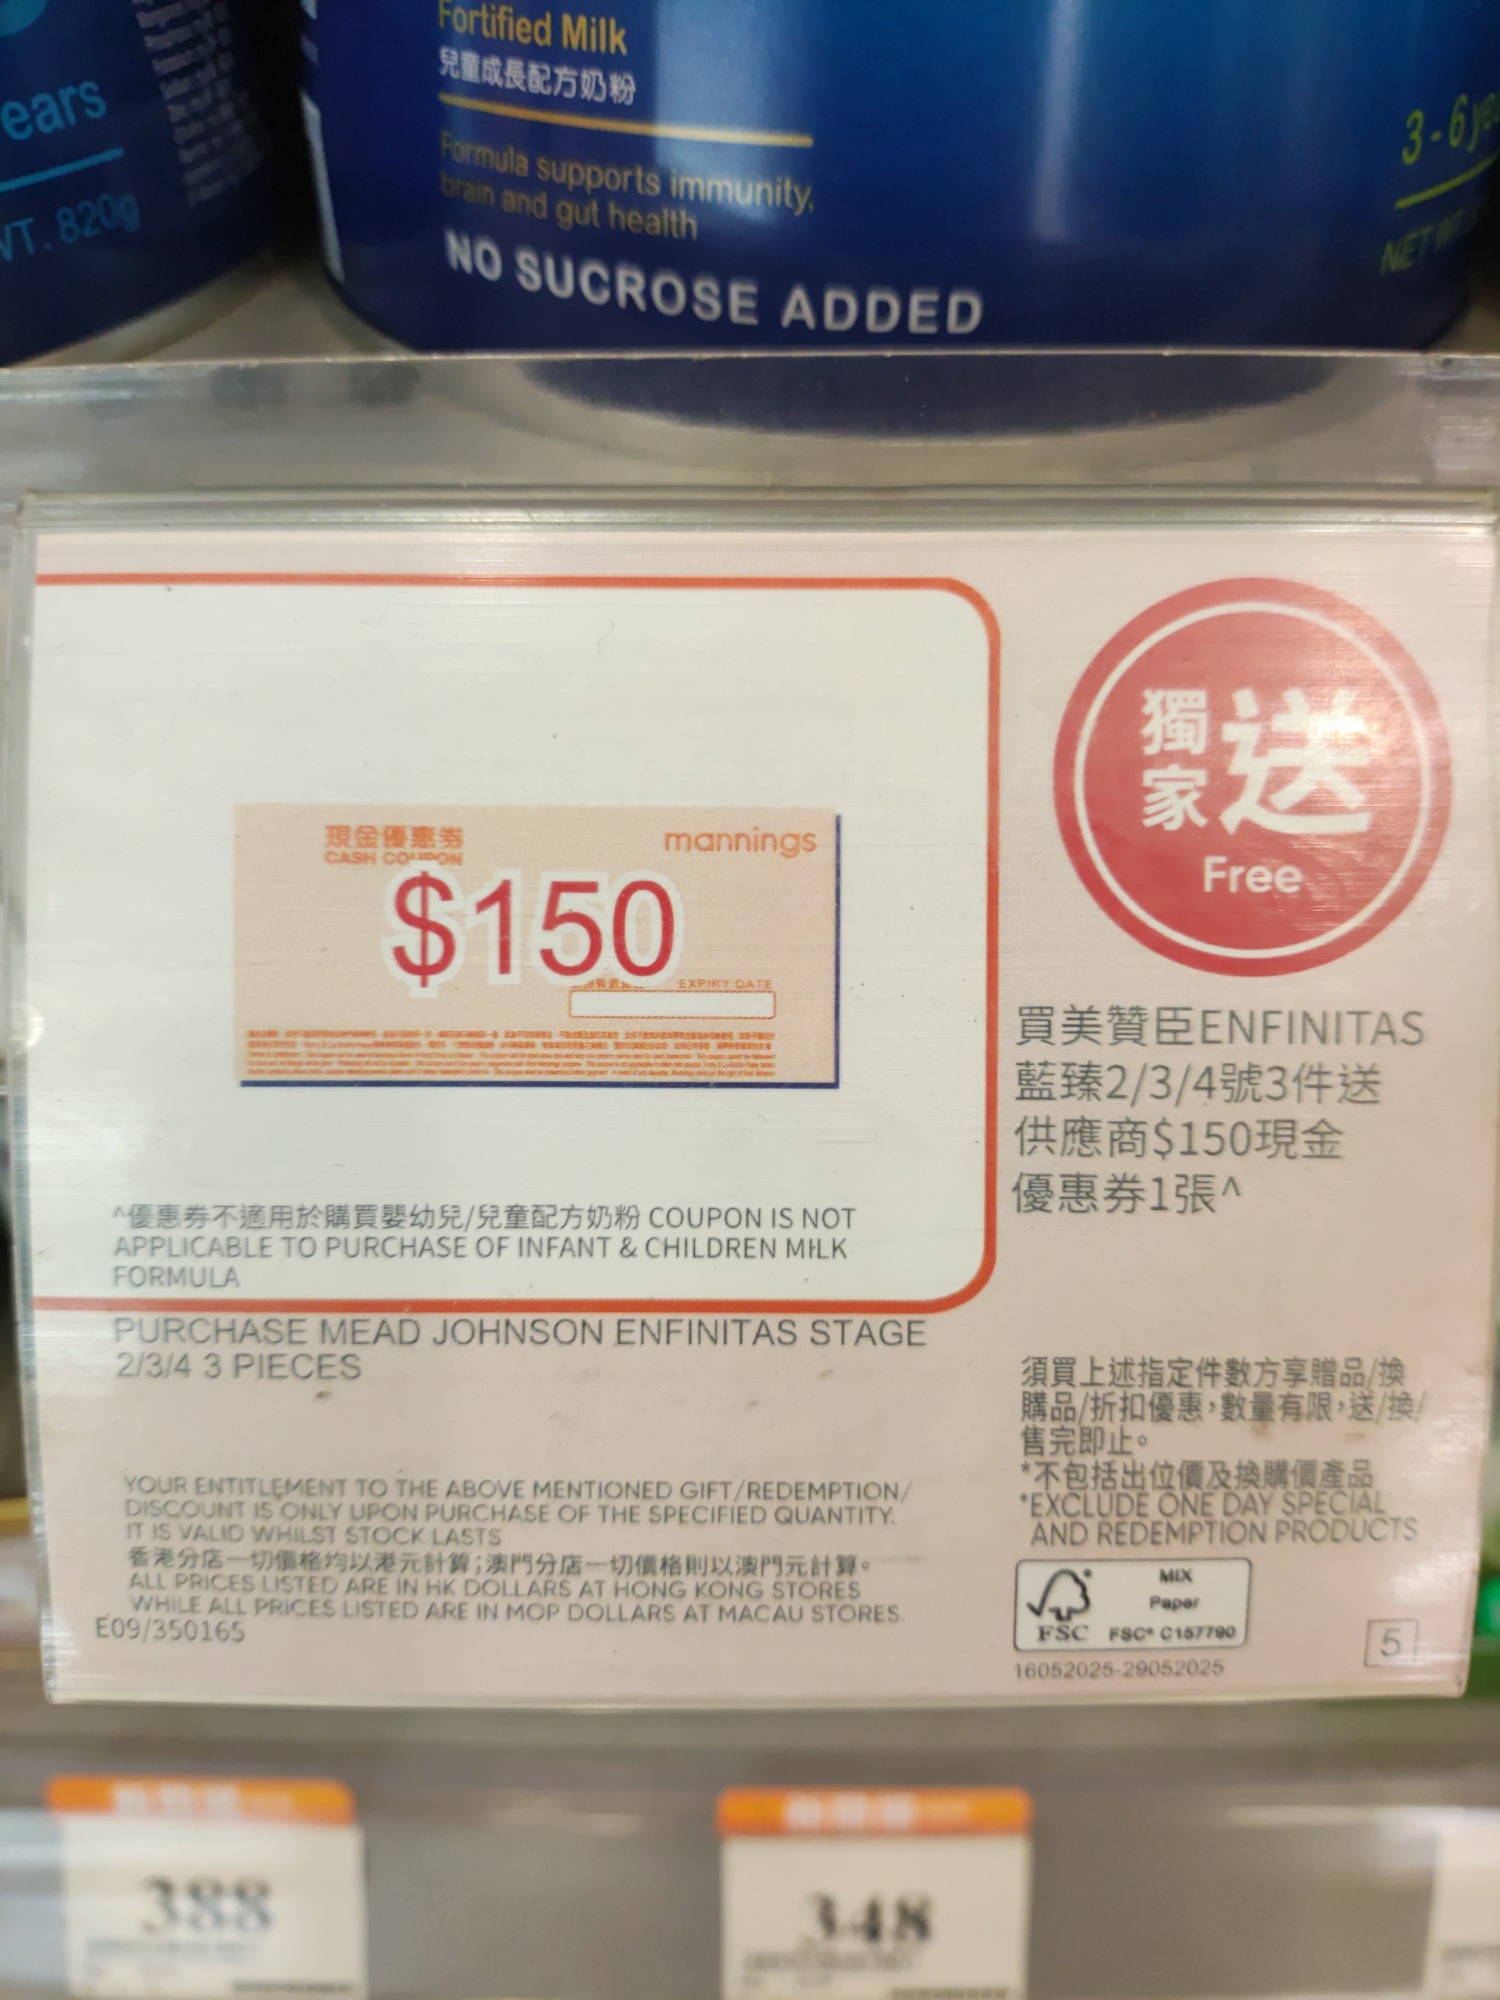 ears
WT. 820g
Fortified Milk
兒童成長配方奶粉
Formula supports immunity,
brain and gut health
NO SUCROSE ADDED
3-6 ye
NET W
現金優惠券
CASH COUPON
mannings
$150
EXPIRY DATE
^優惠券不適用於購買嬰幼兒/兒童配方奶粉 COUPON IS NOT
APPLICABLE TO PURCHASE OF INFANT & CHILDREN MILK
FORMULA
PURCHASE MEAD JOHNSON ENFINITAS STAGE
2/3/4 3 PIECES
YOUR ENTITLEMENT TO THE ABOVE MENTIONED GIFT/REDEMPTION/
DISCOUNT IS ONLY UPON PURCHASE OF THE SPECIFIED QUANTITY.
IT IS VALID WHILST STOCK LASTS
香港分店一切價格均以港元計算；澳門分店一切價格則以澳門元計算。
ALL PRICES LISTED ARE IN HK DOLLARS AT HONG KONG STORES
WHILE ALL PRICES LISTED ARE IN MOP DOLLARS AT MACAU STORES.
E09/350165
獨家送
Free
買美贊臣ENFINITAS
藍臻2/3/4號3件送
供應商$150現金
優惠券1張^
須買上述指定件數方享贈品/換
購品/折扣優惠，數量有限，送/換/
售完即止。
*不包括出位價及換購價產品
*EXCLUDE ONE DAY SPECIAL
AND REDEMPTION PRODUCTS
FSC
MIX
Paper
FSC® C157790
16052025-29052025
5
388
348